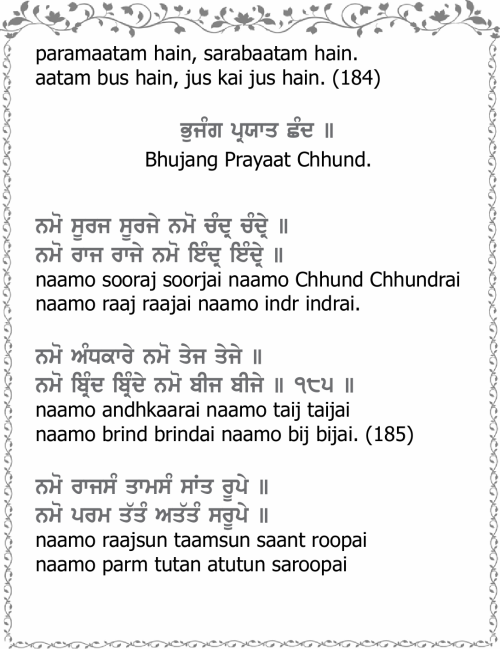 paramaatam hain, sarabaatam hain.
aatam bus hain, jus kai jus hain. (184)
ਭੁਜੰਗ ਪ੍ਰਯਾਤ ਛੰਦ ॥
Bhujang Prayaat Chhund.
ਨਮੋ ਸੂਰਜ ਸੂਰਜੇ ਨਮੋ ਚੰਦ੍ਰ ਚੰਦ੍ਰੇ ॥
ਨਮੋ ਰਾਜ ਰਾਜੇ ਨਮੋ ਇੰਦ੍ਰ ਇੰਦ੍ਰੇ ॥
naamo sooraj soorjai naamo Chhund Chhundrai
naamo raaj raajai naamo indr indrai.
ਨਮੋ ਅੰਧਕਾਰੇ ਨਮੋ ਤੇਜ ਤੇਜੇ ॥
ਨਮੋ ਬ੍ਰਿੰਦ ਬ੍ਰਿੰਦੇ ਨਮੋ ਬੀਜ ਬੀਜੇ ॥ ੧੮੫ ॥
naamo andhkaarai naamo taij taijai
naamo brind brindai naamo bij bijai. (185)
ਨਮੋ ਰਾਜਸੰ ਤਾਮਸੰ ਸਾਂਤ ਰੂਪੇ ॥
ਨਮੋ ਪਰਮ ਤੱਤੰ ਅਤੱਤੰ ਸਰੂਪੇ ॥
naamo raajsun taamsun saant roopai
naamo parm tutan atutun saroopai